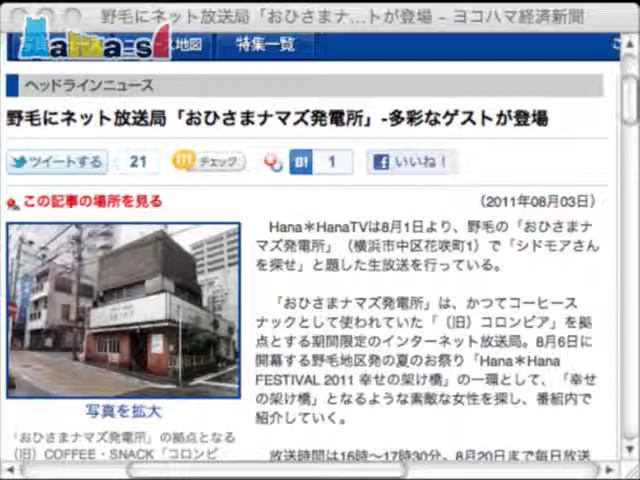 野毛にネット放送局「おひさまナ…トが登場 – ヨコハマ経済新聞
地図
特集一覧
ヘッドラインニュース
野毛にネット放送局「おひさまナマズ発電所」-多彩なゲストが登場
ツイートする 21 チェック B! 1 いいね!
この記事の場所を見る
（2011年08月03日）
Hana＊HanaTVは8月1日より、野毛の「おひさまナ
マズ発電所」（横浜市中区花咲町1）で「シドモアさん
を探せ」と題した生放送を行っている。
「おひさまナマズ発電所」は、かつてコーヒース
ナックとして使われていた「（旧）コロンビア」を拠
点とする期間限定のインターネット放送局。8月6日に
開幕する野毛地区発の夏のお祭り「Hana＊Hana
FESTIVAL 2011 幸せの架け橋」の一環として、「幸せ
の架け橋」となるような素敵な女性を探し、番組内で
紹介していく。
放送時間は16時〜17時30分。8月20日まで毎日放送
写真を拡大
「おひさまナマズ発電所」の拠点となる
（旧）COFFEE・SNACK「コロンビ